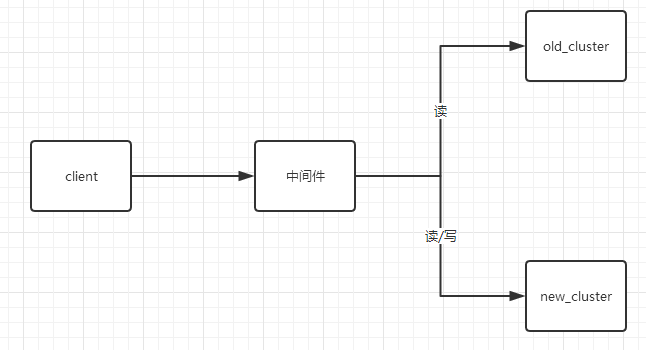 old_cluster
读
client
中间件
读/写
new_cluster